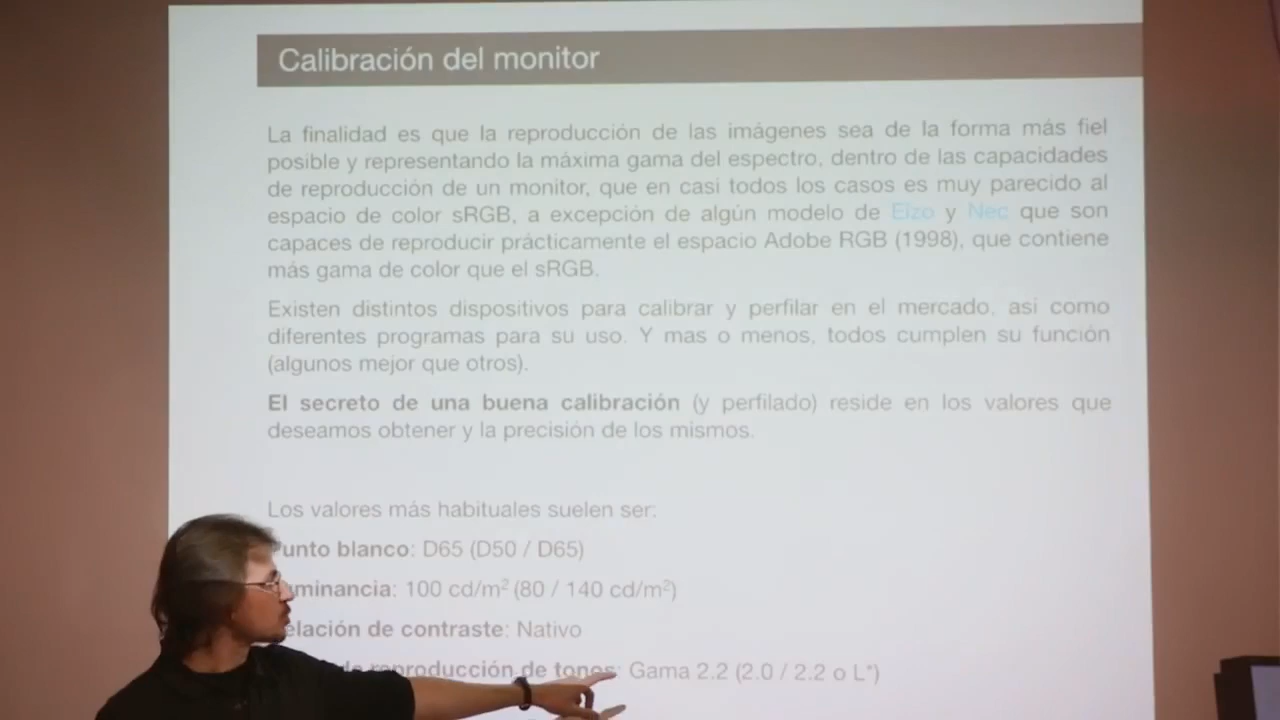 Calibración del monitor
La finalidad es que la reproducción de las imágenes sea de la forma más fiel
posible y representando la máxima gama del espectro, dentro de las capacidades
de reproducción de un monitor, que en casi todos los casos es muy parecido al
espacio de color sRGB, a excepción de algún modelo de Eizo y Nec que son
capaces de reproducir prácticamente el espacio Adobe RGB (1998), que contiene
más gama de color que el sRGB.
Existen distintos dispositivos para calibrar y perfilar en el mercado, así como
diferentes programas para su uso. Y mas o menos, todos cumplen su función
(algunos mejor que otros).
El secreto de una buena calibración (y perfilado) reside en los valores que
deseamos obtener y la precisión de los mismos.
Los valores más habituales suelen ser:
Punto blanco: D65 (D50 / D65)
minancia: 100 cd/m² (80 / 140 cd/m²)
elación de contraste: Nativo
de reproducción de tonos: Gama 2.2 (2.0 / 2.2 o L*)